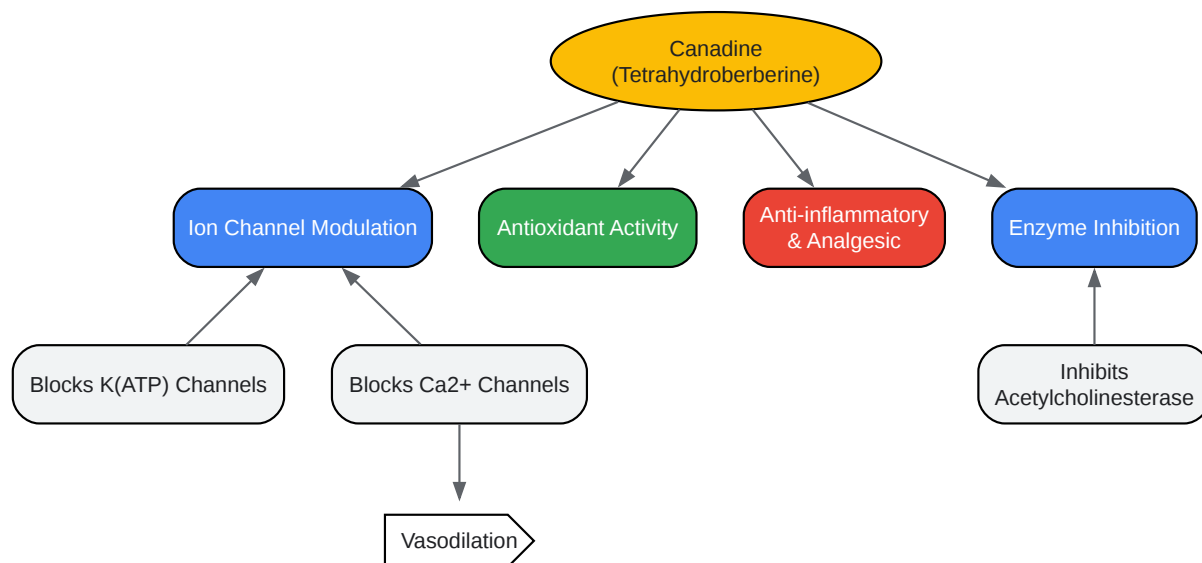 Canadine
(Tetrahydroberberine)
Ion Channel Modulation
Antioxidant Activity
Anti-inflammatory
& Analgesic
Enzyme Inhibition
Blocks K(ATP) Channels
Blocks Ca2+ Channels
Inhibits
Acetylcholinesterase
Vasodilation